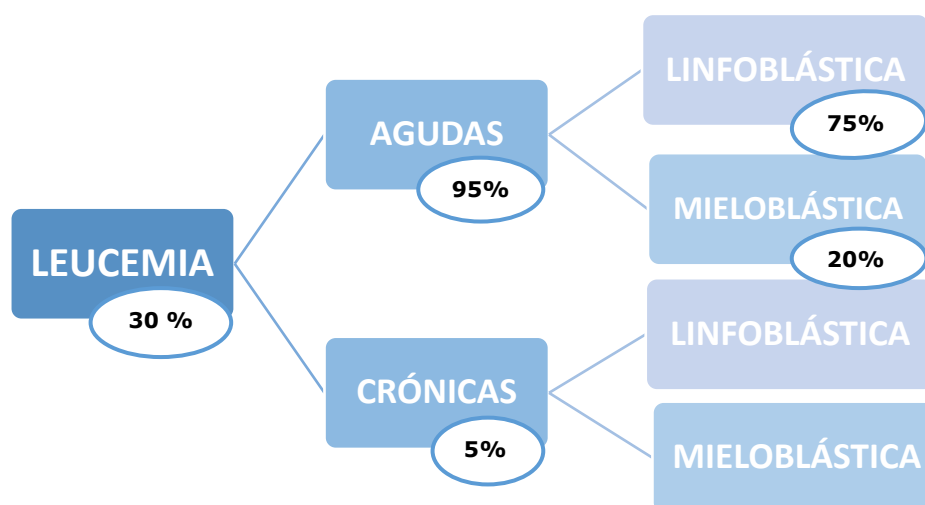 LEUCEMIA
30 %
AGUDAS
95%
LINFOBLÁSTICA
75%
MIELOBLÁSTICA
20%
CRÓNICAS
5%
LINFOBLÁSTICA
MIELOBLÁSTICA